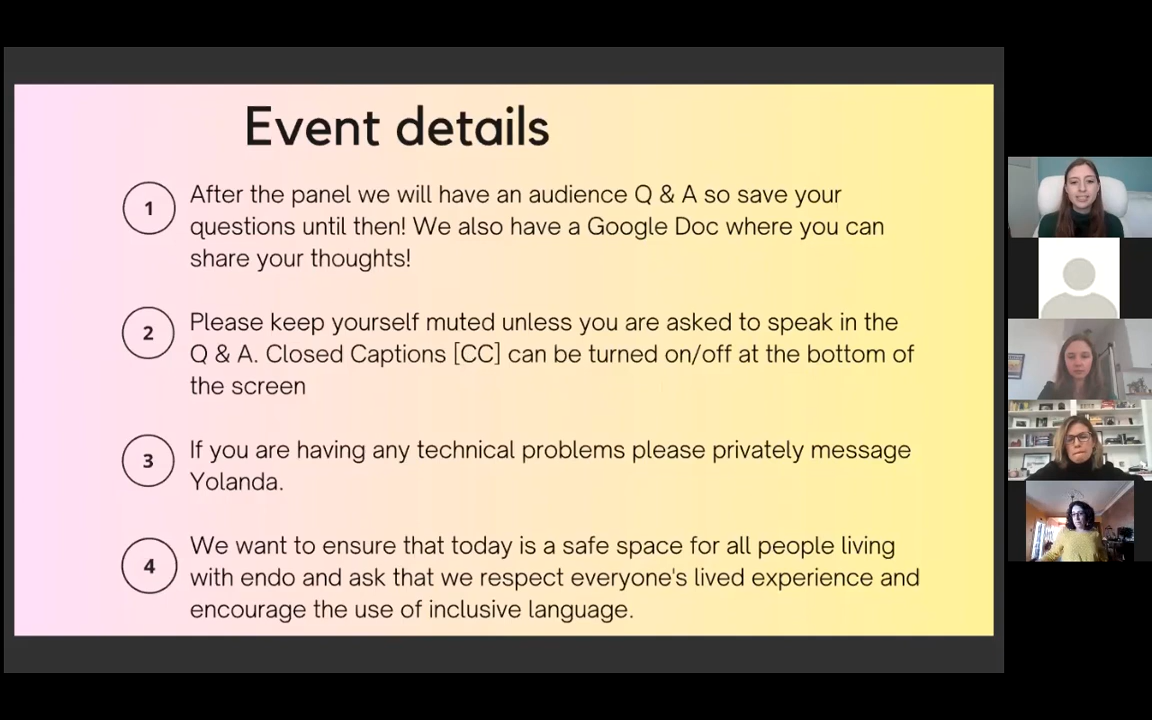 Event details
1
After the panel we will have an audience Q & A so save your
questions until then! We also have a Google Doc where you can
share your thoughts!
2
Please keep yourself muted unless you are asked to speak in the
Q & A. Closed Captions [CC] can be turned on/off at the bottom of
the screen
3
If you are having any technical problems please privately message
Yolanda.
4
We want to ensure that today is a safe space for all people living
with endo and ask that we respect everyone's lived experience and
encourage the use of inclusive language.